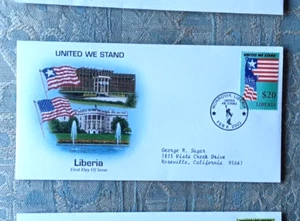 UNITED WE STAND
UNITED WE STAND
$20
LIBERIA
Liberia
First Day Of Issue
George M. Sager
1875 Vista Creek Drive
Roseville, California 95661